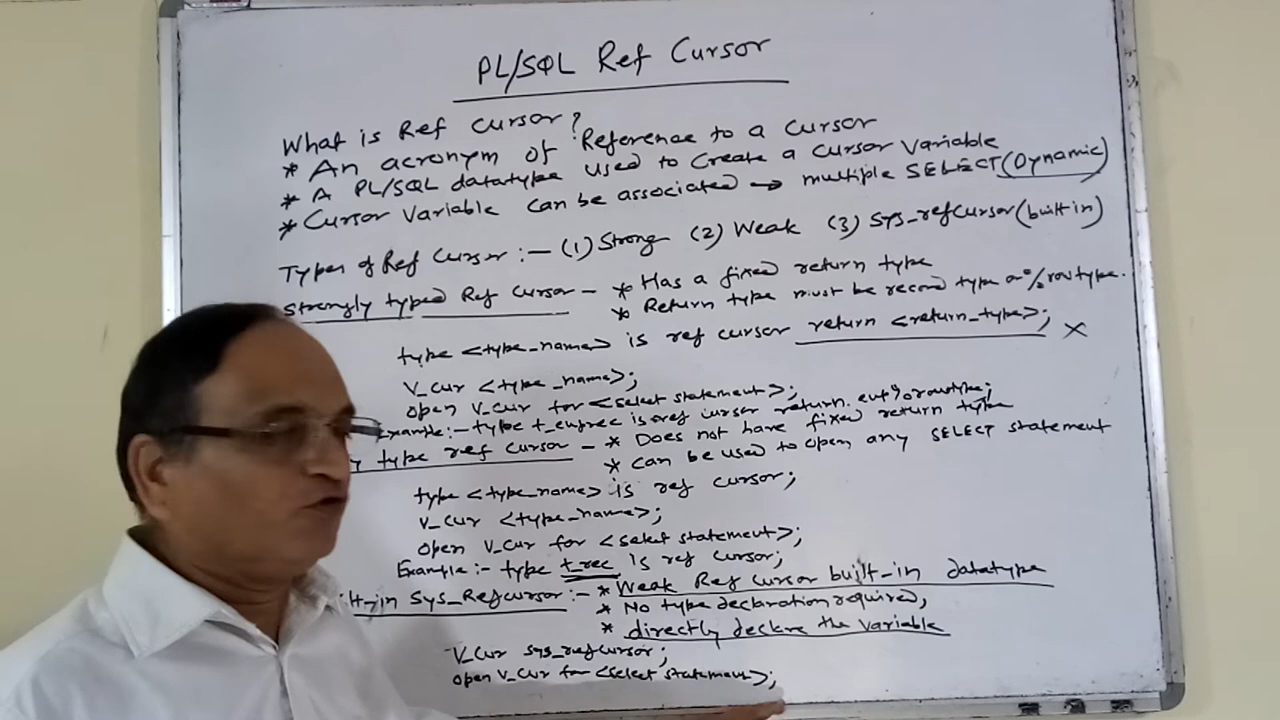 PL/SQL Ref Cursor
What is Ref cursor?
* An acronym of Reference to a cursor
* A PL/SQL datatype used to create a cursor variable
* Cursor variable can be associated → multiple SELECT (Dynamic)
Types of Ref Cursor :- (1) Strong (2) Weak (3) Sys_refcursor (built in)
Strongly typed Ref Cursor - * Has a fixed return type
* Return type must be record type or %rowtype.
type <type_name> is ref cursor return <return_type>; ×
V_cur <type_name>;
open V_cur for <select statement>;
Example:- type t_emprec is ref cursor return emp%rowtype;
y type ref cursor - * Does not have fixed return type
* Can be used to open any SELECT statement
type <type_name> is ref cursor;
V_cur <type_name>;
open V_cur for <select statement>;
Example:- type t_rec is ref cursor;
lt-in Sys_Refcursor :- * Weak Ref cursor built-in datatype
* No type declaration required,
* directly declare the variable
V_cur sys_refcursor;
open V_cur for <select statement>;